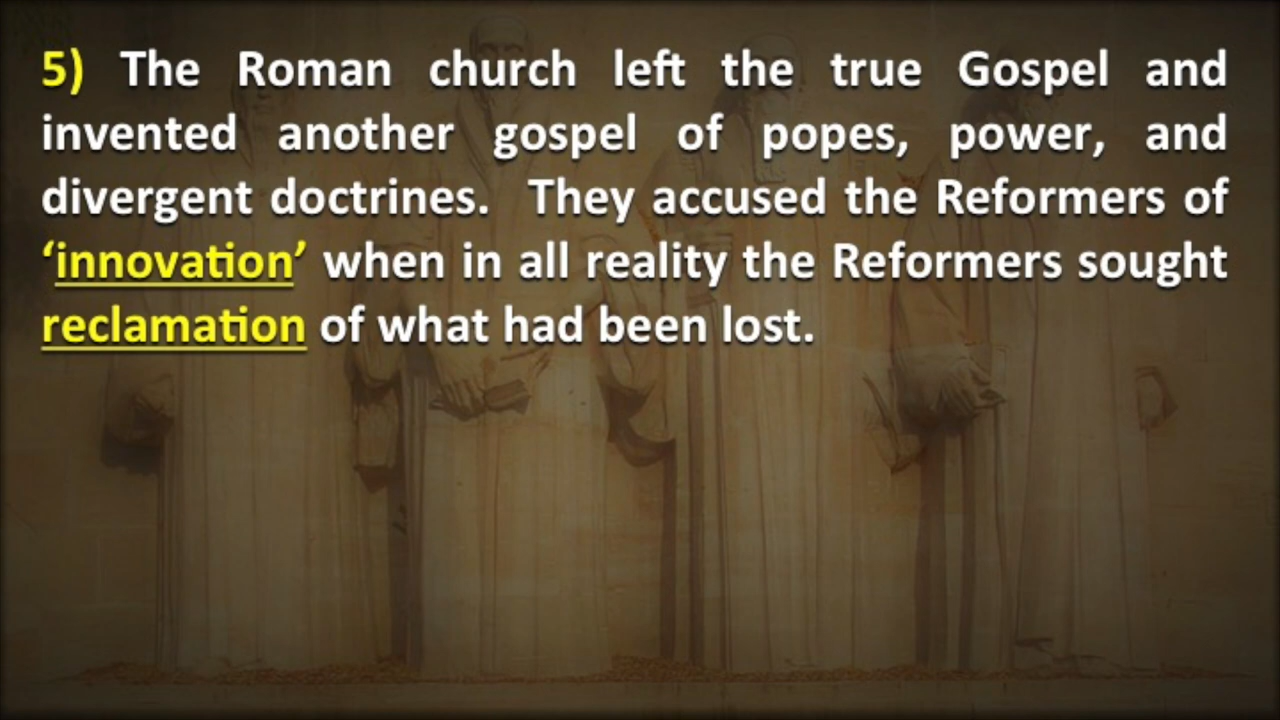 5) The Roman church left the true Gospel and
invented another gospel of popes, power, and
divergent doctrines. They accused the Reformers of
‘innovation’ when in all reality the Reformers sought
reclamation of what had been lost.